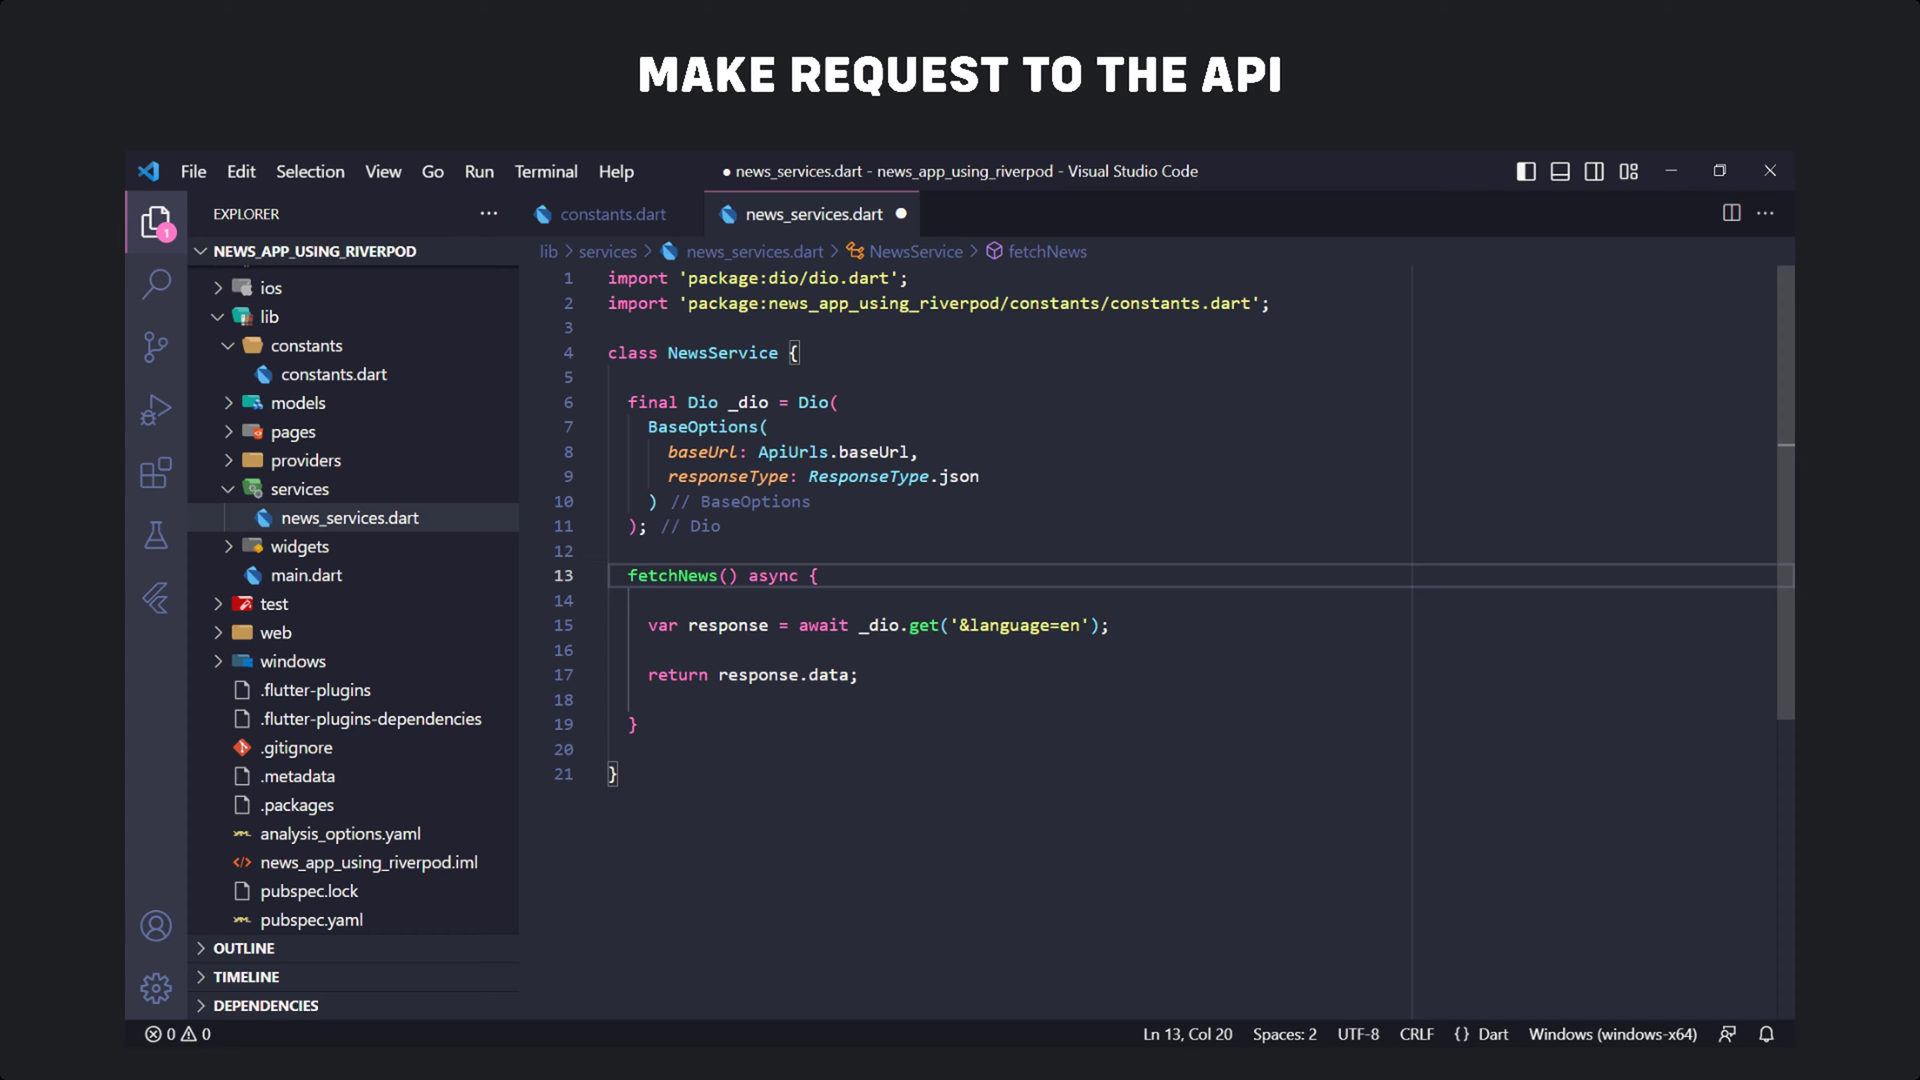 MAKE REQUEST TO THE API
File Edit Selection View Go Run Terminal Help
● news_services.dart - news_app_using_riverpod - Visual Studio Code
EXPLORER ···
constants.dart
news_services.dart ●
1
NEWS_APP_USING_RIVERPOD
lib > services > news_services.dart > NewsService > fetchNews
ios
lib
constants
constants.dart
models
pages
providers
services
news_services.dart
widgets
main.dart
test
web
windows
.flutter-plugins
.flutter-plugins-dependencies
.gitignore
.metadata
.packages
analysis_options.yaml
news_app_using_riverpod.iml
pubspec.lock
pubspec.yaml
OUTLINE
TIMELINE
DEPENDENCIES
1 import 'package:dio/dio.dart';
2 import 'package:news_app_using_riverpod/constants/constants.dart';
3
4 class NewsService {
5
6 final Dio _dio = Dio(
7 BaseOptions(
8 baseUrl: ApiUrls.baseUrl,
9 responseType: ResponseType.json
10 ) // BaseOptions
11 ); // Dio
12
13 fetchNews() async {
14
15 var response = await _dio.get('&language=en');
16
17 return response.data;
18
19 }
20
21 }
0 0
Ln 13, Col 20 Spaces: 2 UTF-8 CRLF {} Dart Windows (windows-x64)